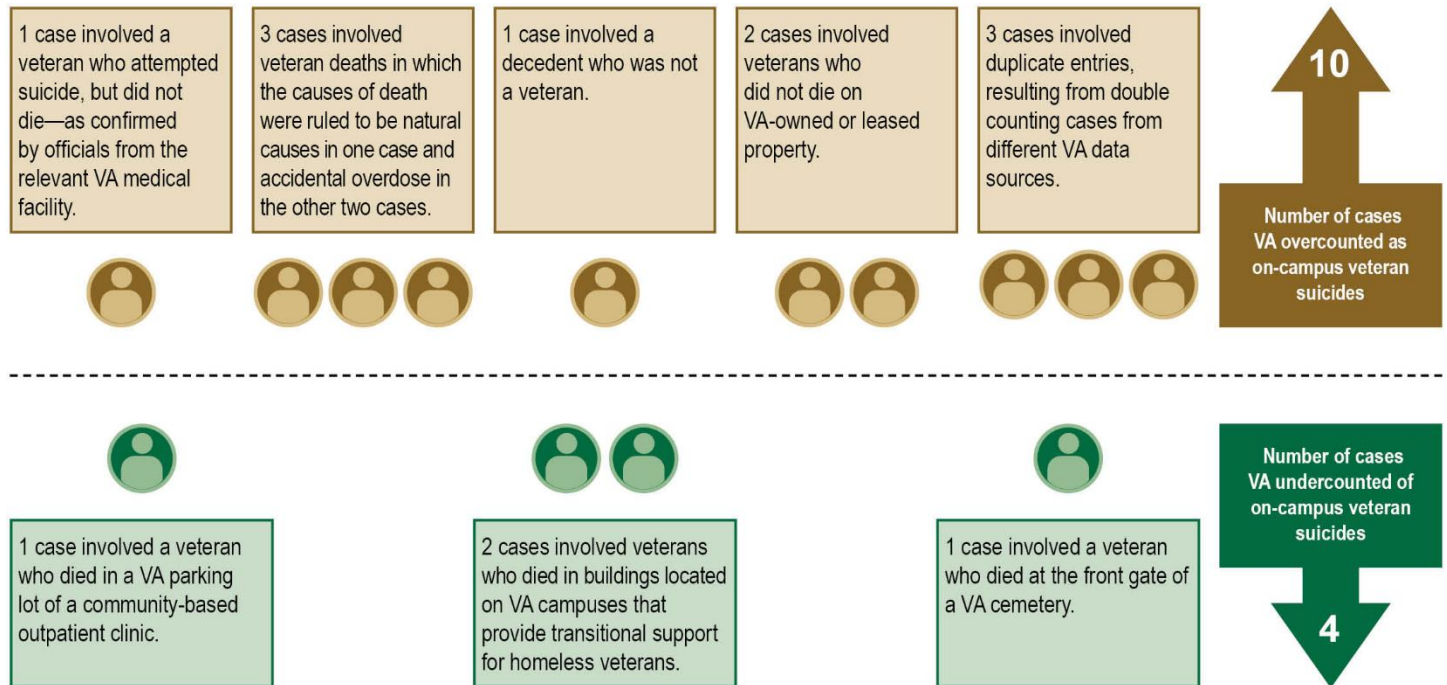 1 case involved a
veteran who attempted
suicide, but did not
die—as confirmed
by officials from the
relevant VA medical
facility.
3 cases involved
veteran deaths in which
the causes of death
were ruled to be natural
causes in one case and
accidental overdose in
the other two cases.
1 case involved a
decedent who was not
a veteran.
2 cases involved
veterans who
did not die on
VA-owned or leased
property.
3 cases involved
duplicate entries,
resulting from double
counting cases from
different VA data
sources.
10
Number of cases
VA overcounted as
on-campus veteran
suicides
1 case involved a veteran
who died in a VA parking
lot of a community-based
outpatient clinic.
2 cases involved veterans
who died in buildings located
on VA campuses that
provide transitional support
for homeless veterans.
1 case involved a veteran
who died at the front gate of
a VA cemetery.
Number of cases
VA undercounted of
on-campus veteran
suicides
4